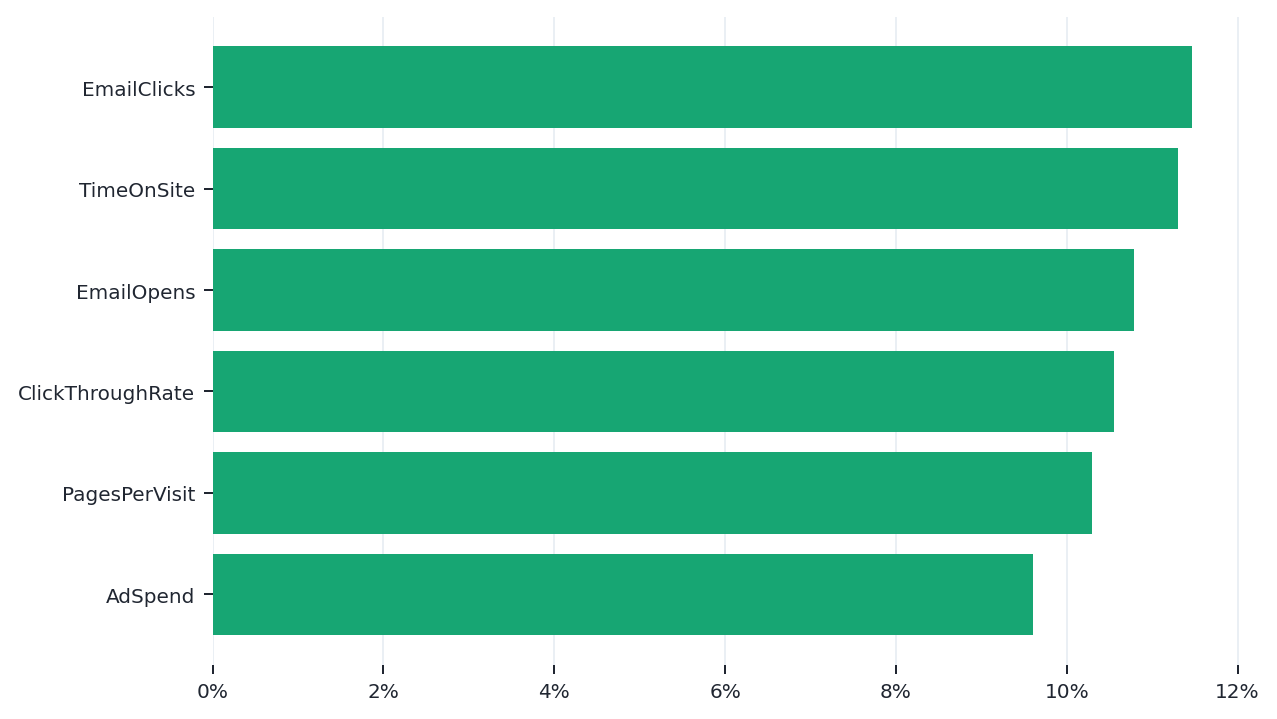 EmailClicks
TimeOnSite
EmailOpens
ClickThroughRate
PagesPerVisit
AdSpend
0% 2% 4% 6% 8% 10% 12%